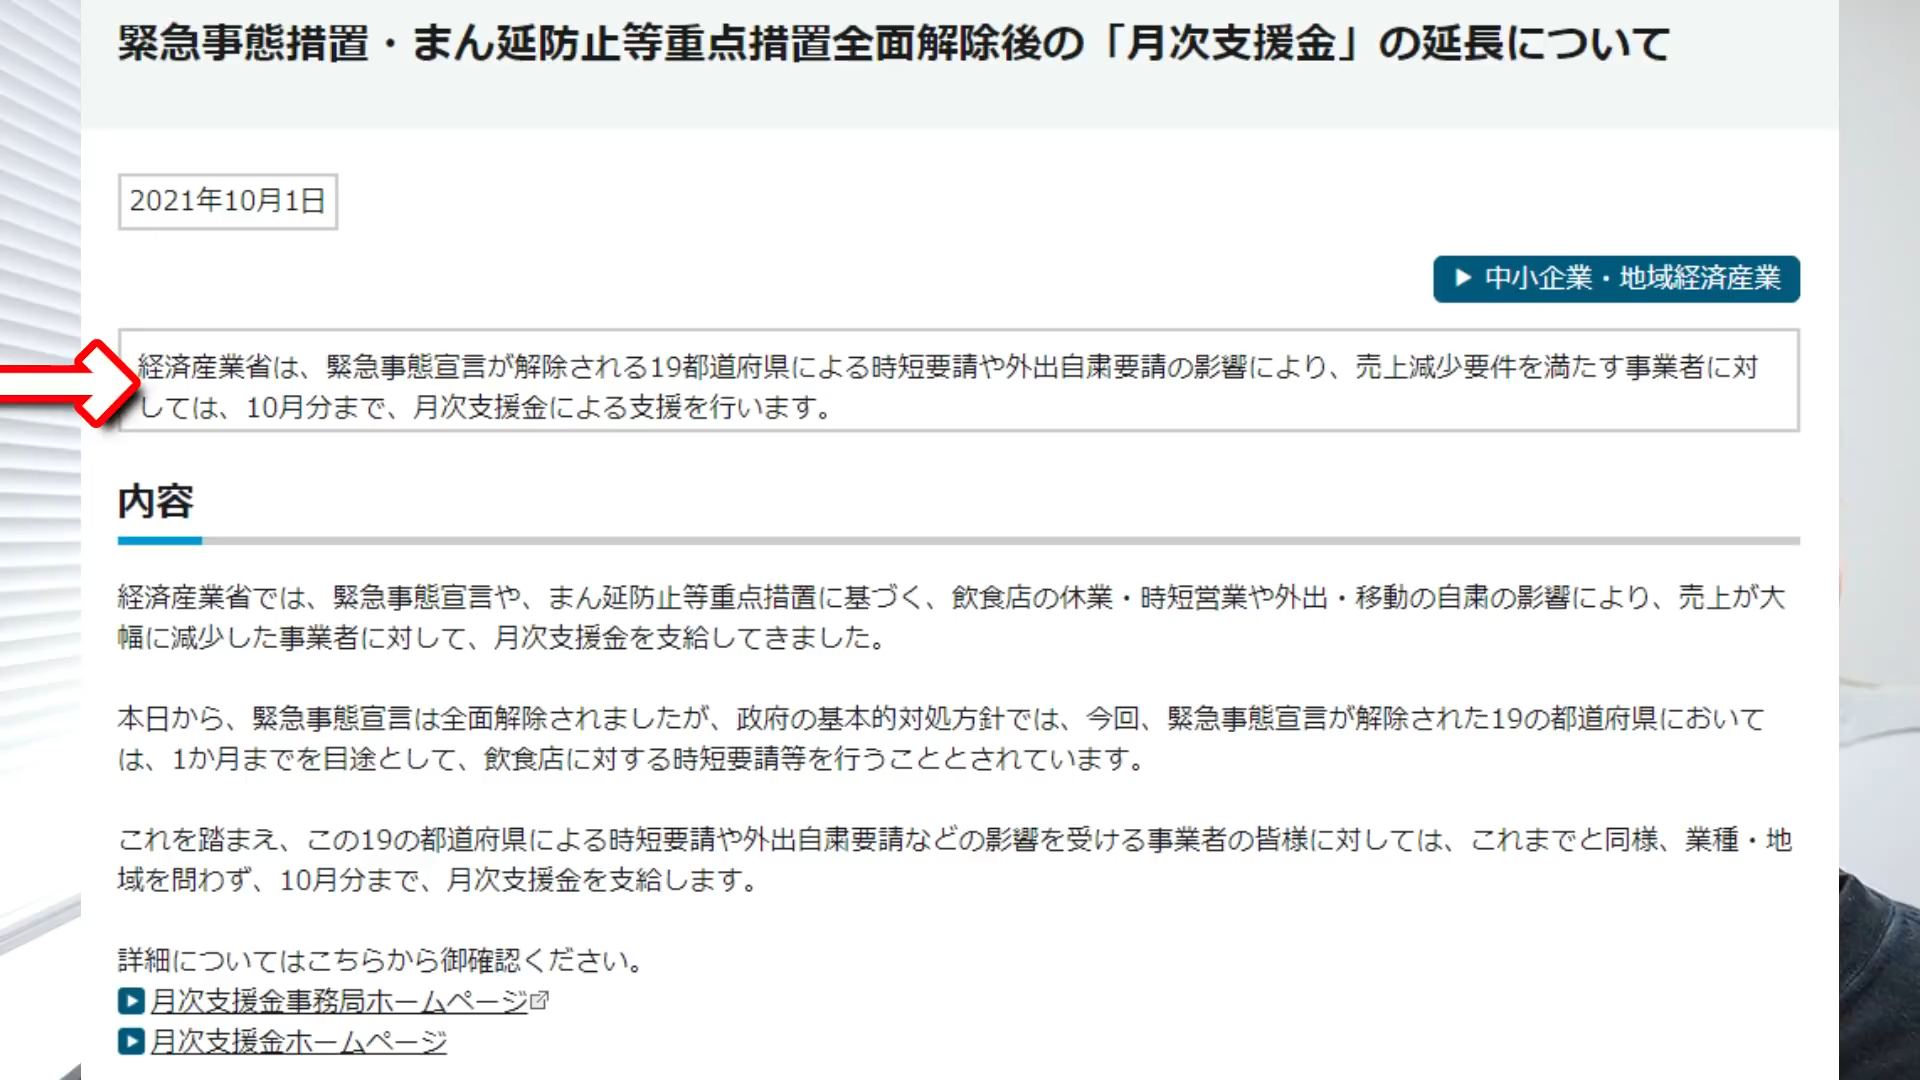 緊急事態措置・まん延防止等重点措置全面解除後の「月次支援金」の延長について
2021年10月1日
中小企業・地域経済産業
経済産業省は、緊急事態宣言が解除される19都道府県による時短要請や外出自粛要請の影響により、売上減少要件を満たす事業者に対
しては、10月分まで、月次支援金による支援を行います。
内容
経済産業省では、緊急事態宣言や、まん延防止等重点措置に基づく、飲食店の休業・時短営業や外出・移動の自粛の影響により、売上が大
幅に減少した事業者に対して、月次支援金を支給してきました。
本日から、緊急事態宣言は全面解除されましたが、政府の基本的対処方針では、今回、緊急事態宣言が解除された19の都道府県において
は、1か月までを目途として、飲食店に対する時短要請等を行うこととされています。
これを踏まえ、この19の都道府県による時短要請や外出自粛要請などの影響を受ける事業者の皆様に対しては、これまでと同様、業種・地
域を問わず、10月分まで、月次支援金を支給します。
詳細についてはこちらから御確認ください。
月次支援金事務局ホームページ
月次支援金ホームページ